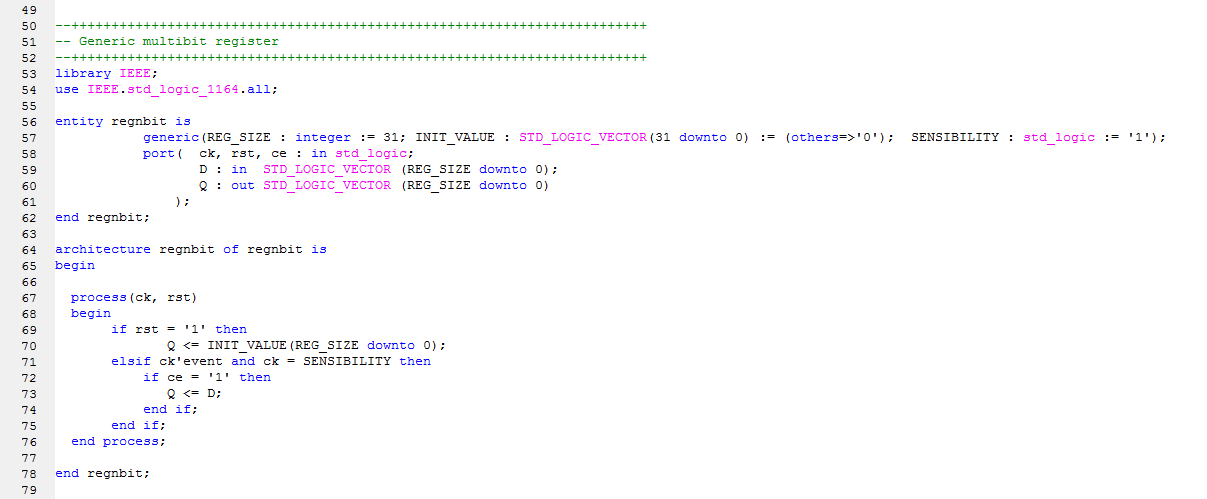 49
50 --++++++++++++++++++++++++++++++++++++++++++++++++++++++++++++++++++++++++
51 -- Generic multibit register
52 --++++++++++++++++++++++++++++++++++++++++++++++++++++++++++++++++++++++++
53 library IEEE;
54 use IEEE.std_logic_1164.all;
55
56 entity regnbit is
57 generic(REG_SIZE : integer := 31; INIT_VALUE : STD_LOGIC_VECTOR(31 downto 0) := (others=>'0'); SENSIBILITY : std_logic := '1');
58 port( ck, rst, ce : in std_logic;
59 D : in STD_LOGIC_VECTOR (REG_SIZE downto 0);
60 Q : out STD_LOGIC_VECTOR (REG_SIZE downto 0)
61 );
62 end regnbit;
63
64 architecture regnbit of regnbit is
65 begin
66
67 process(ck, rst)
68 begin
69 if rst = '1' then
70 Q <= INIT_VALUE(REG_SIZE downto 0);
71 elsif ck'event and ck = SENSIBILITY then
72 if ce = '1' then
73 Q <= D;
74 end if;
75 end if;
76 end process;
77
78 end regnbit;
79